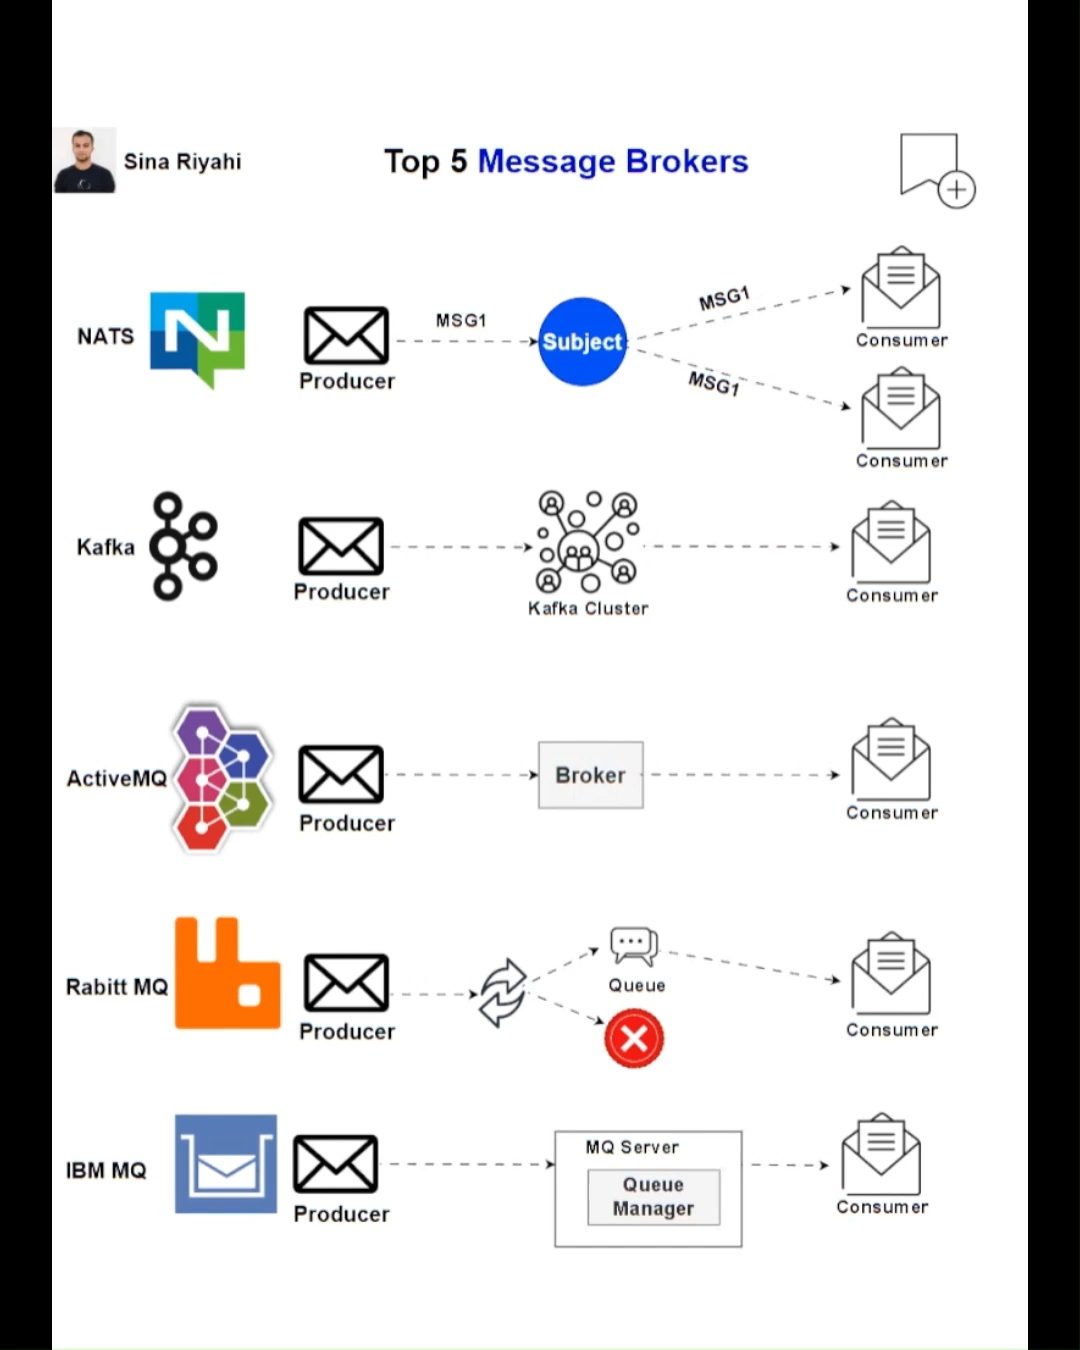 Sina Riyahi
Top 5 Message Brokers
NATS
Producer
MSG1
Subject
MSG1
MSG1
Consumer
Consumer
Kafka
Producer
Kafka Cluster
Consumer
ActiveMQ
Producer
Broker
Consumer
Rabitt MQ
Producer
Queue
Consumer
IBM MQ
Producer
MQ Server
Queue
Manager
Consumer